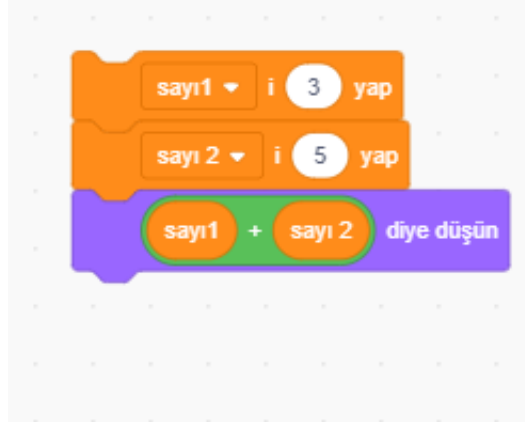 sayı1 i 3 yap
sayı 2 i 5 yap
sayı1 + sayı 2 diye düşün